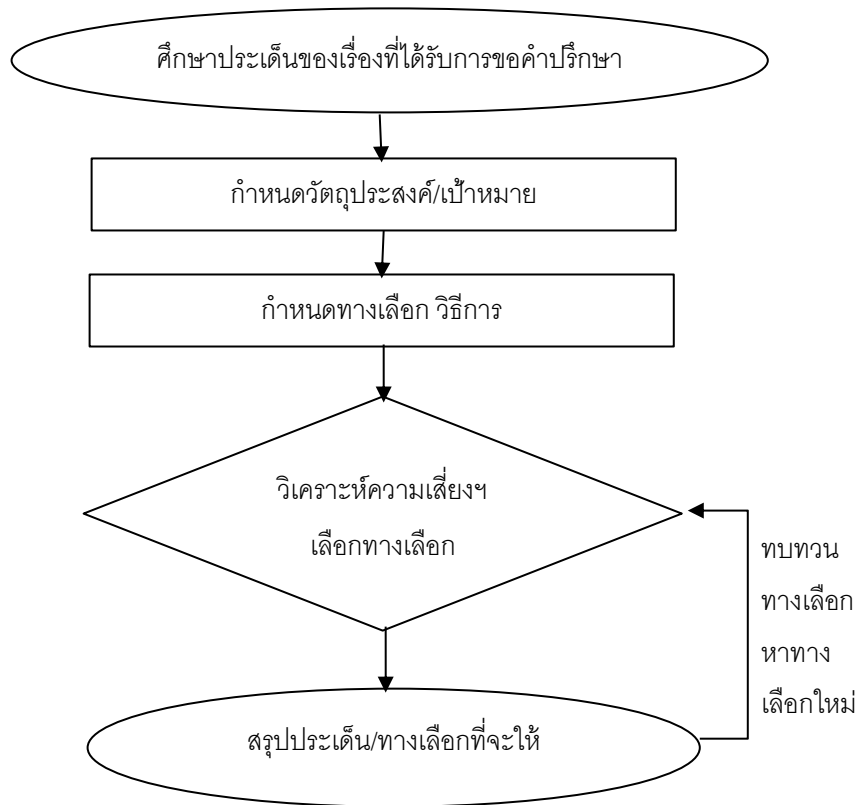 ศึกษาประเด็นของเรื่องที่ได้รับการขอคำปรึกษา
กำหนดวัตถุประสงค์/เป้าหมาย
กำหนดทางเลือก วิธีการ
วิเคราะห์ความเสี่ยงฯ
เลือกทางเลือก
ทบทวน
ทางเลือก
หาทาง
เลือกใหม่
สรุปประเด็น/ทางเลือกที่จะให้